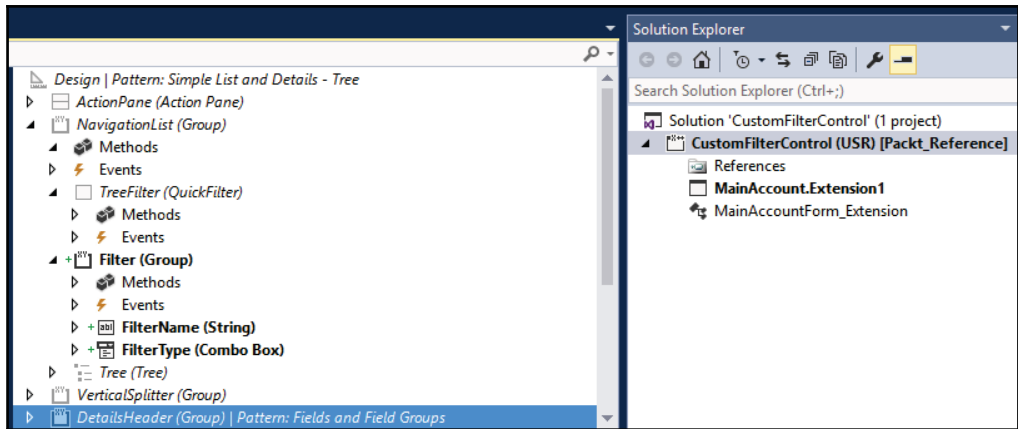 Design | Pattern: Simple List and Details - Tree
ActionPane (Action Pane)
NavigationList (Group)
Methods
Events
TreeFilter (QuickFilter)
Methods
Events
Filter (Group)
Methods
Events
FilterName (String)
FilterType (Combo Box)
Tree (Tree)
VerticalSplitter (Group)
DetailsHeader (Group) | Pattern: Fields and Field Groups
Solution Explorer
Search Solution Explorer (Ctrl+;)
Solution 'CustomFilterControl' (1 project)
CustomFilterControl (USR) [Packt_Reference]
References
MainAccount.Extension1
MainAccountForm_Extension